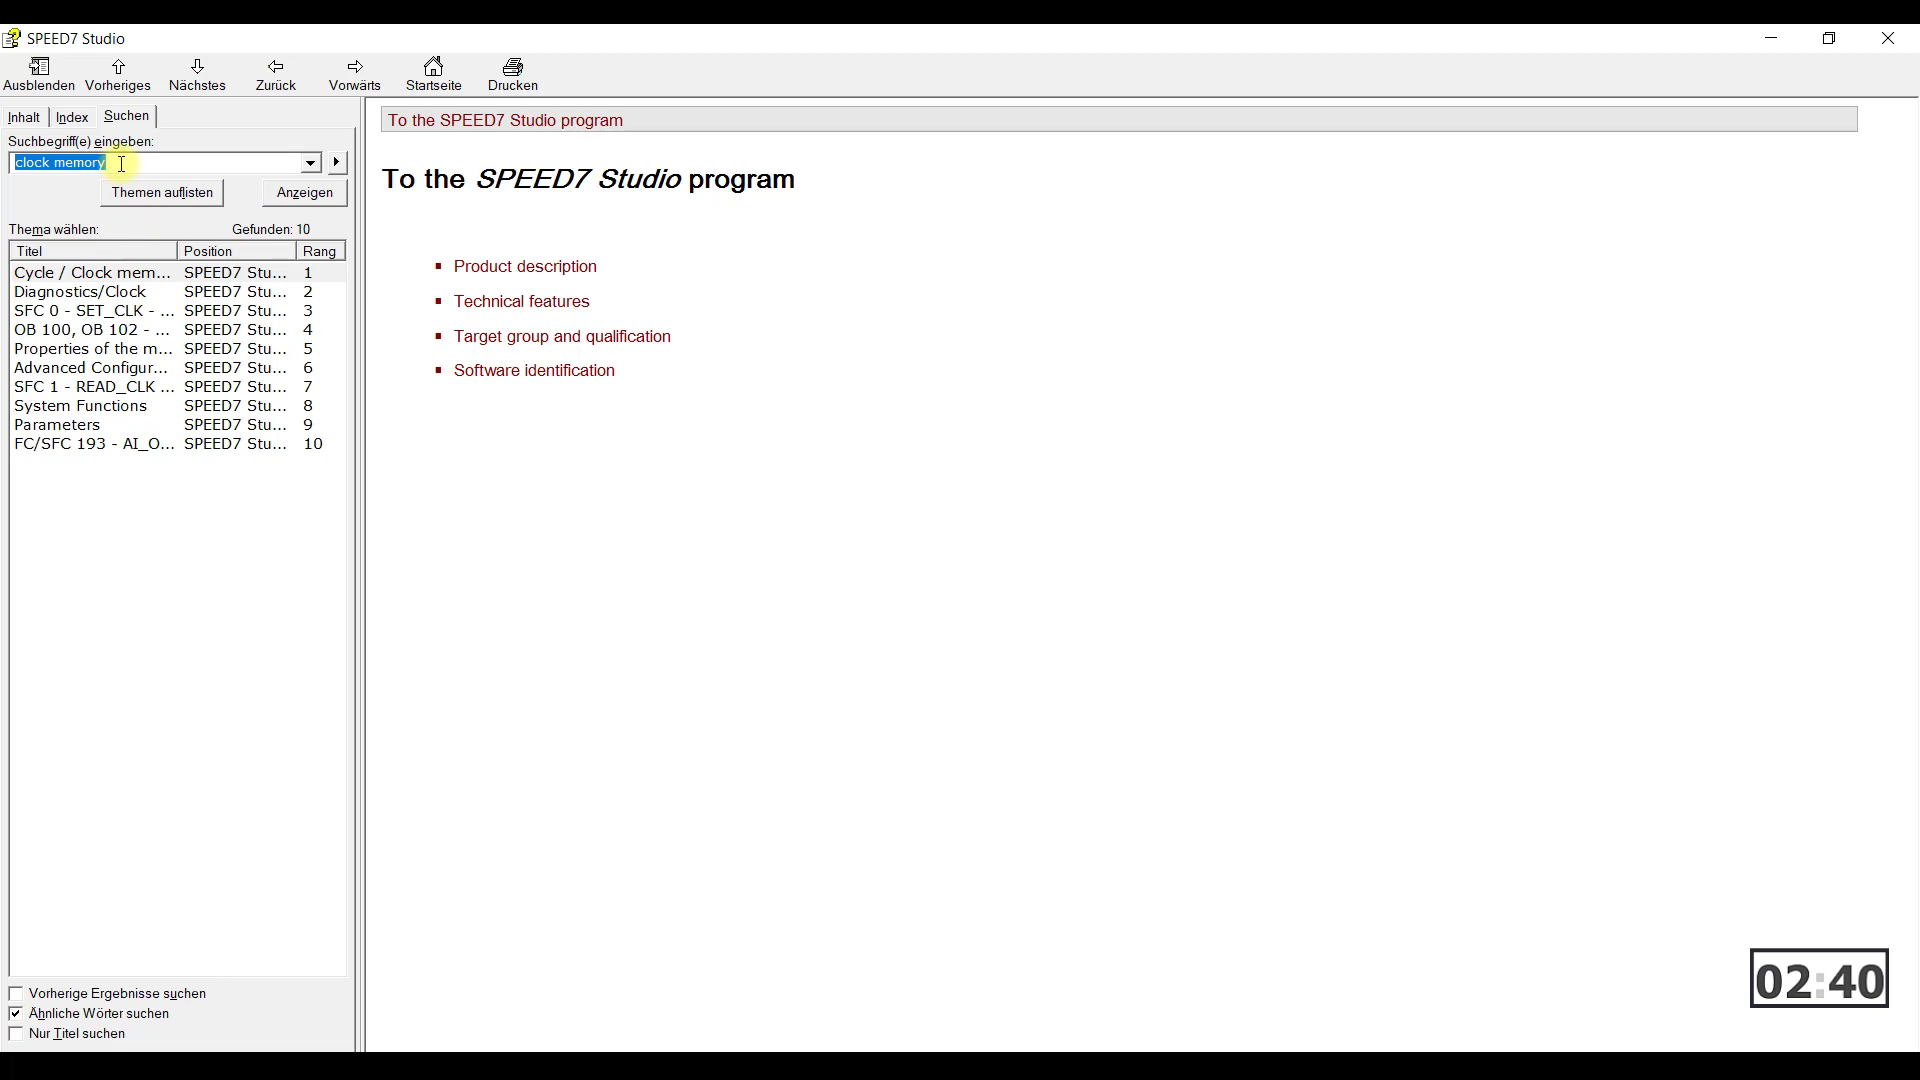 SPEED7 Studio
Ausblenden Vorheriges Nächstes Zurück Vorwärts Startseite Drucken
Inhalt Index Suchen
Suchbegriff(e) eingeben:
clock memory
Themen auflisten Anzeigen
Thema wählen: Gefunden: 10
Titel Position Rang
Cycle / Clock mem... SPEED7 Stu... 1
Diagnostics/Clock SPEED7 Stu... 2
SFC 0 - SET_CLK - ... SPEED7 Stu... 3
OB 100, OB 102 - ... SPEED7 Stu... 4
Properties of the m... SPEED7 Stu... 5
Advanced Configur... SPEED7 Stu... 6
SFC 1 - READ_CLK ... SPEED7 Stu... 7
System Functions SPEED7 Stu... 8
Parameters SPEED7 Stu... 9
FC/SFC 193 - AI_O... SPEED7 Stu... 10
Vorherige Ergebnisse suchen
Ähnliche Wörter suchen
Nur Titel suchen
To the SPEED7 Studio program
To the SPEED7 Studio program
Product description
Technical features
Target group and qualification
Software identification
02:40